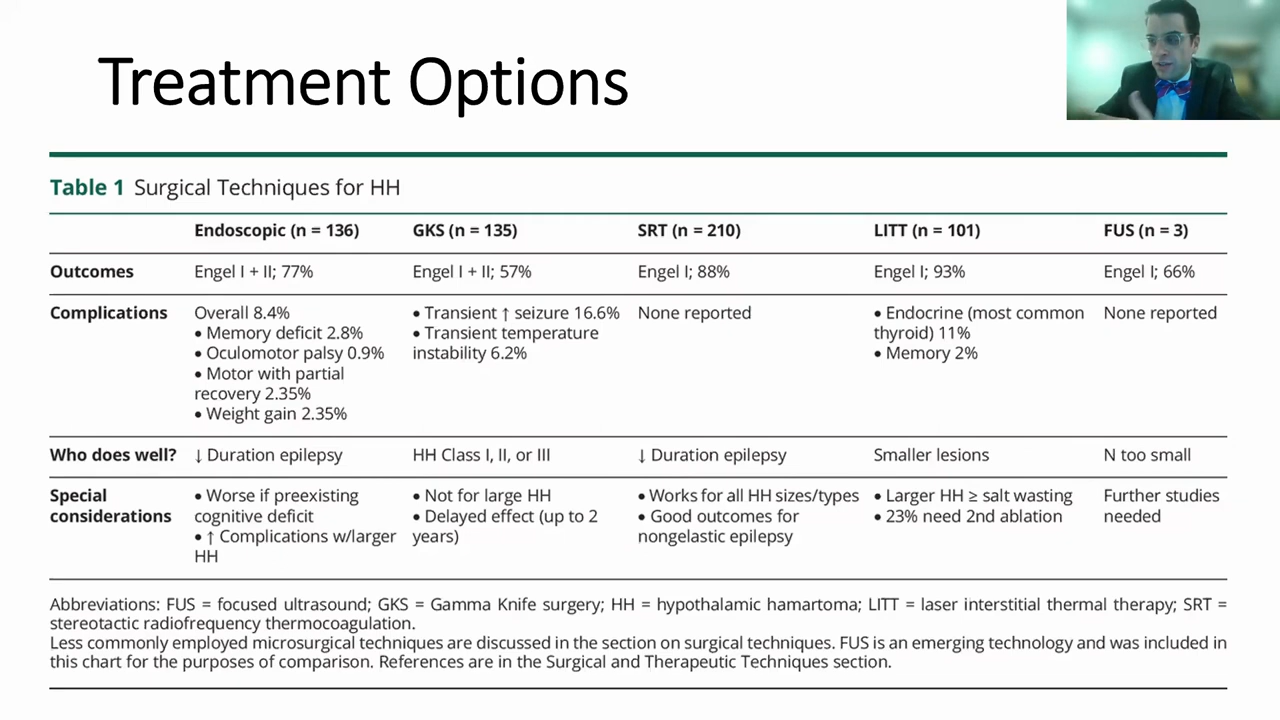 Treatment Options
Table 1 Surgical Techniques for HH
Endoscopic (n = 136) GKS (n = 135) SRT (n = 210) LITT (n = 101) FUS (n = 3)
Outcomes Engel I + II; 77% Engel I + II; 57% Engel I; 88% Engel I; 93% Engel I; 66%
Complications Overall 8.4% • Transient ↑ seizure 16.6% None reported • Endocrine (most common None reported
• Memory deficit 2.8% • Transient temperature thyroid) 11%
• Oculomotor palsy 0.9% instability 6.2% • Memory 2%
• Motor with partial
recovery 2.35%
• Weight gain 2.35%
Who does well? ↓ Duration epilepsy HH Class I, II, or III ↓ Duration epilepsy Smaller lesions N too small
Special • Worse if preexisting • Not for large HH • Works for all HH sizes/types • Larger HH ≥ salt wasting Further studies
considerations cognitive deficit • Delayed effect (up to 2 • Good outcomes for • 23% need 2nd ablation needed
• ↑ Complications w/larger years) nongelastic epilepsy
HH
Abbreviations: FUS = focused ultrasound; GKS = Gamma Knife surgery; HH = hypothalamic hamartoma; LITT = laser interstitial thermal therapy; SRT =
stereotactic radiofrequency thermocoagulation.
Less commonly employed microsurgical techniques are discussed in the section on surgical techniques. FUS is an emerging technology and was included in
this chart for the purposes of comparison. References are in the Surgical and Therapeutic Techniques section.